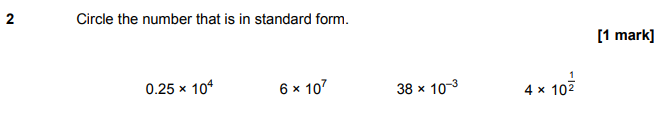 2 Circle the number that is in standard form.
[1 mark]
0.25 × 10⁴ 6 × 10⁷ 38 × 10⁻³ 4 × 10^(1/2)